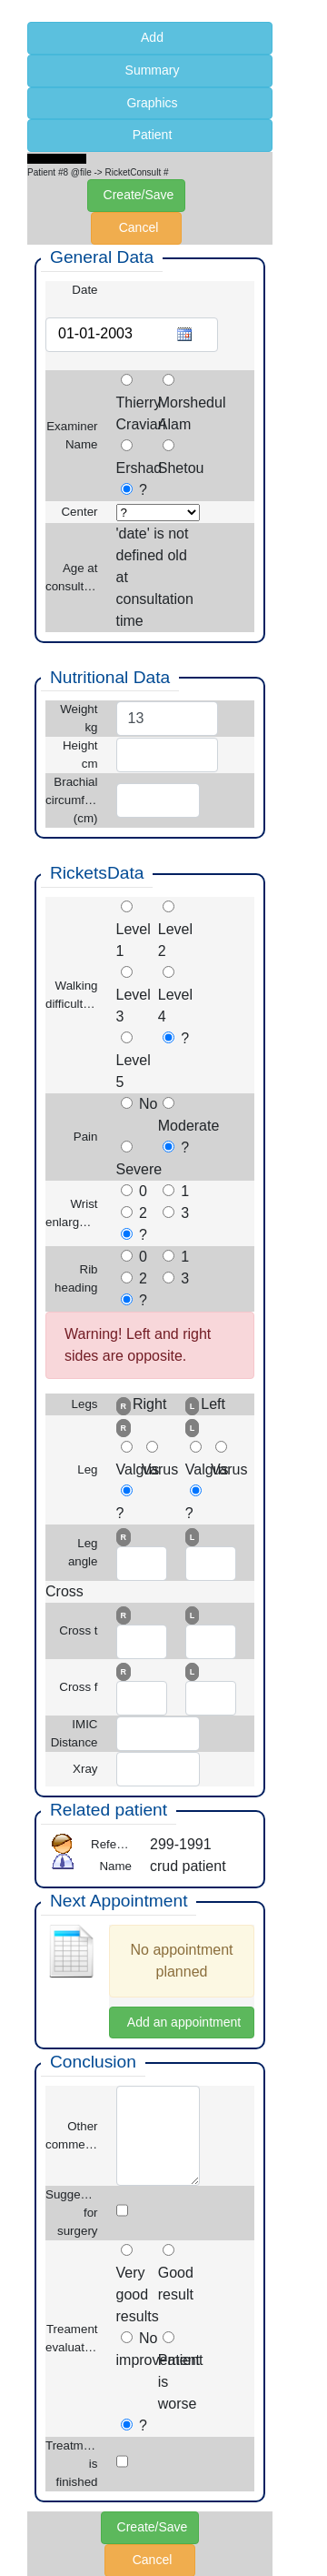 Add
Summary
Graphics
Patient
Patient #8 @file -> RicketConsult #
Create/Save
Cancel
General Data
Date
01-01-2003
Examiner Name
Thierry Cravian
Morshedul Alam
Ershad
Shetou
?
Center
?
Age at consult...
'date' is not
defined old
at
consultation
time
Nutritional Data
Weight kg
13
Height cm
Brachial circumf... (cm)
RicketsData
Walking difficult...
Level 1
Level 2
Level 3
Level 4
Level 5
?
Pain
No
Moderate
Severe
?
Wrist enlarg...
0
1
2
3
?
Rib heading
0
1
2
3
?
Warning! Left and right
sides are opposite.
Legs
R Right
L Left
Leg
R
L
Valgus
Varus
?
Valgus
Varus
?
Leg angle
R
L
Cross
Cross t
R
L
Cross f
R
L
IMIC Distance
Xray
Related patient
Refe...
299-1991
Name
crud patient
Next Appointment
No appointment
planned
Add an appointment
Conclusion
Other comme...
Sugge... for surgery
Treament evaluat...
Very good results
Good result
No improvement
Patient is worse
?
Treatm... is finished
Create/Save
Cancel